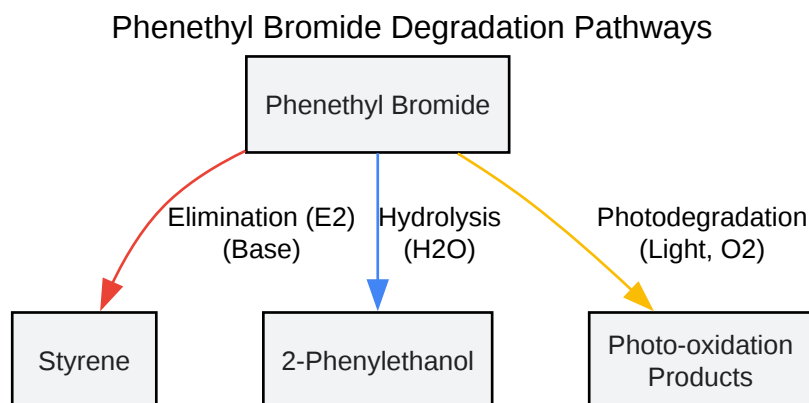 Phenethyl Bromide Degradation Pathways
Phenethyl Bromide
Elimination (E2)
(Base)
Hydrolysis
(H2O)
Photodegradation
(Light, O2)
Styrene
2-Phenylethanol
Photo-oxidation
Products